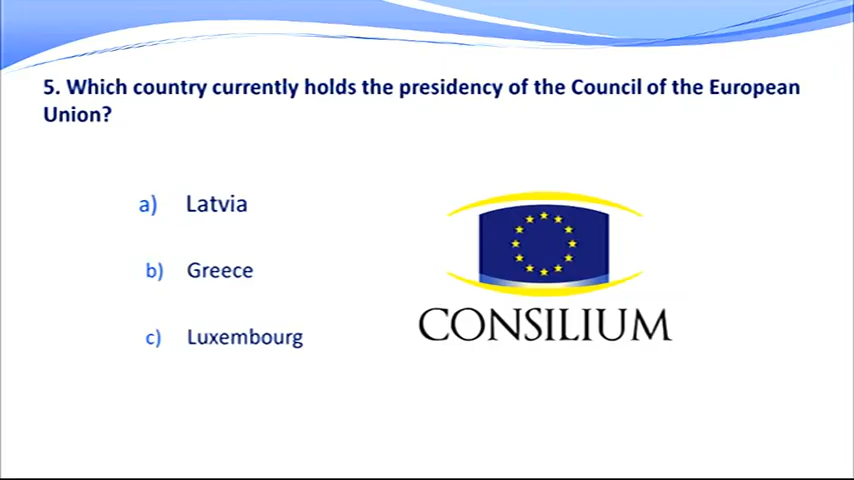 5. Which country currently holds the presidency of the Council of the European
Union?
a) Latvia
b) Greece
c) Luxembourg
CONSILIUM